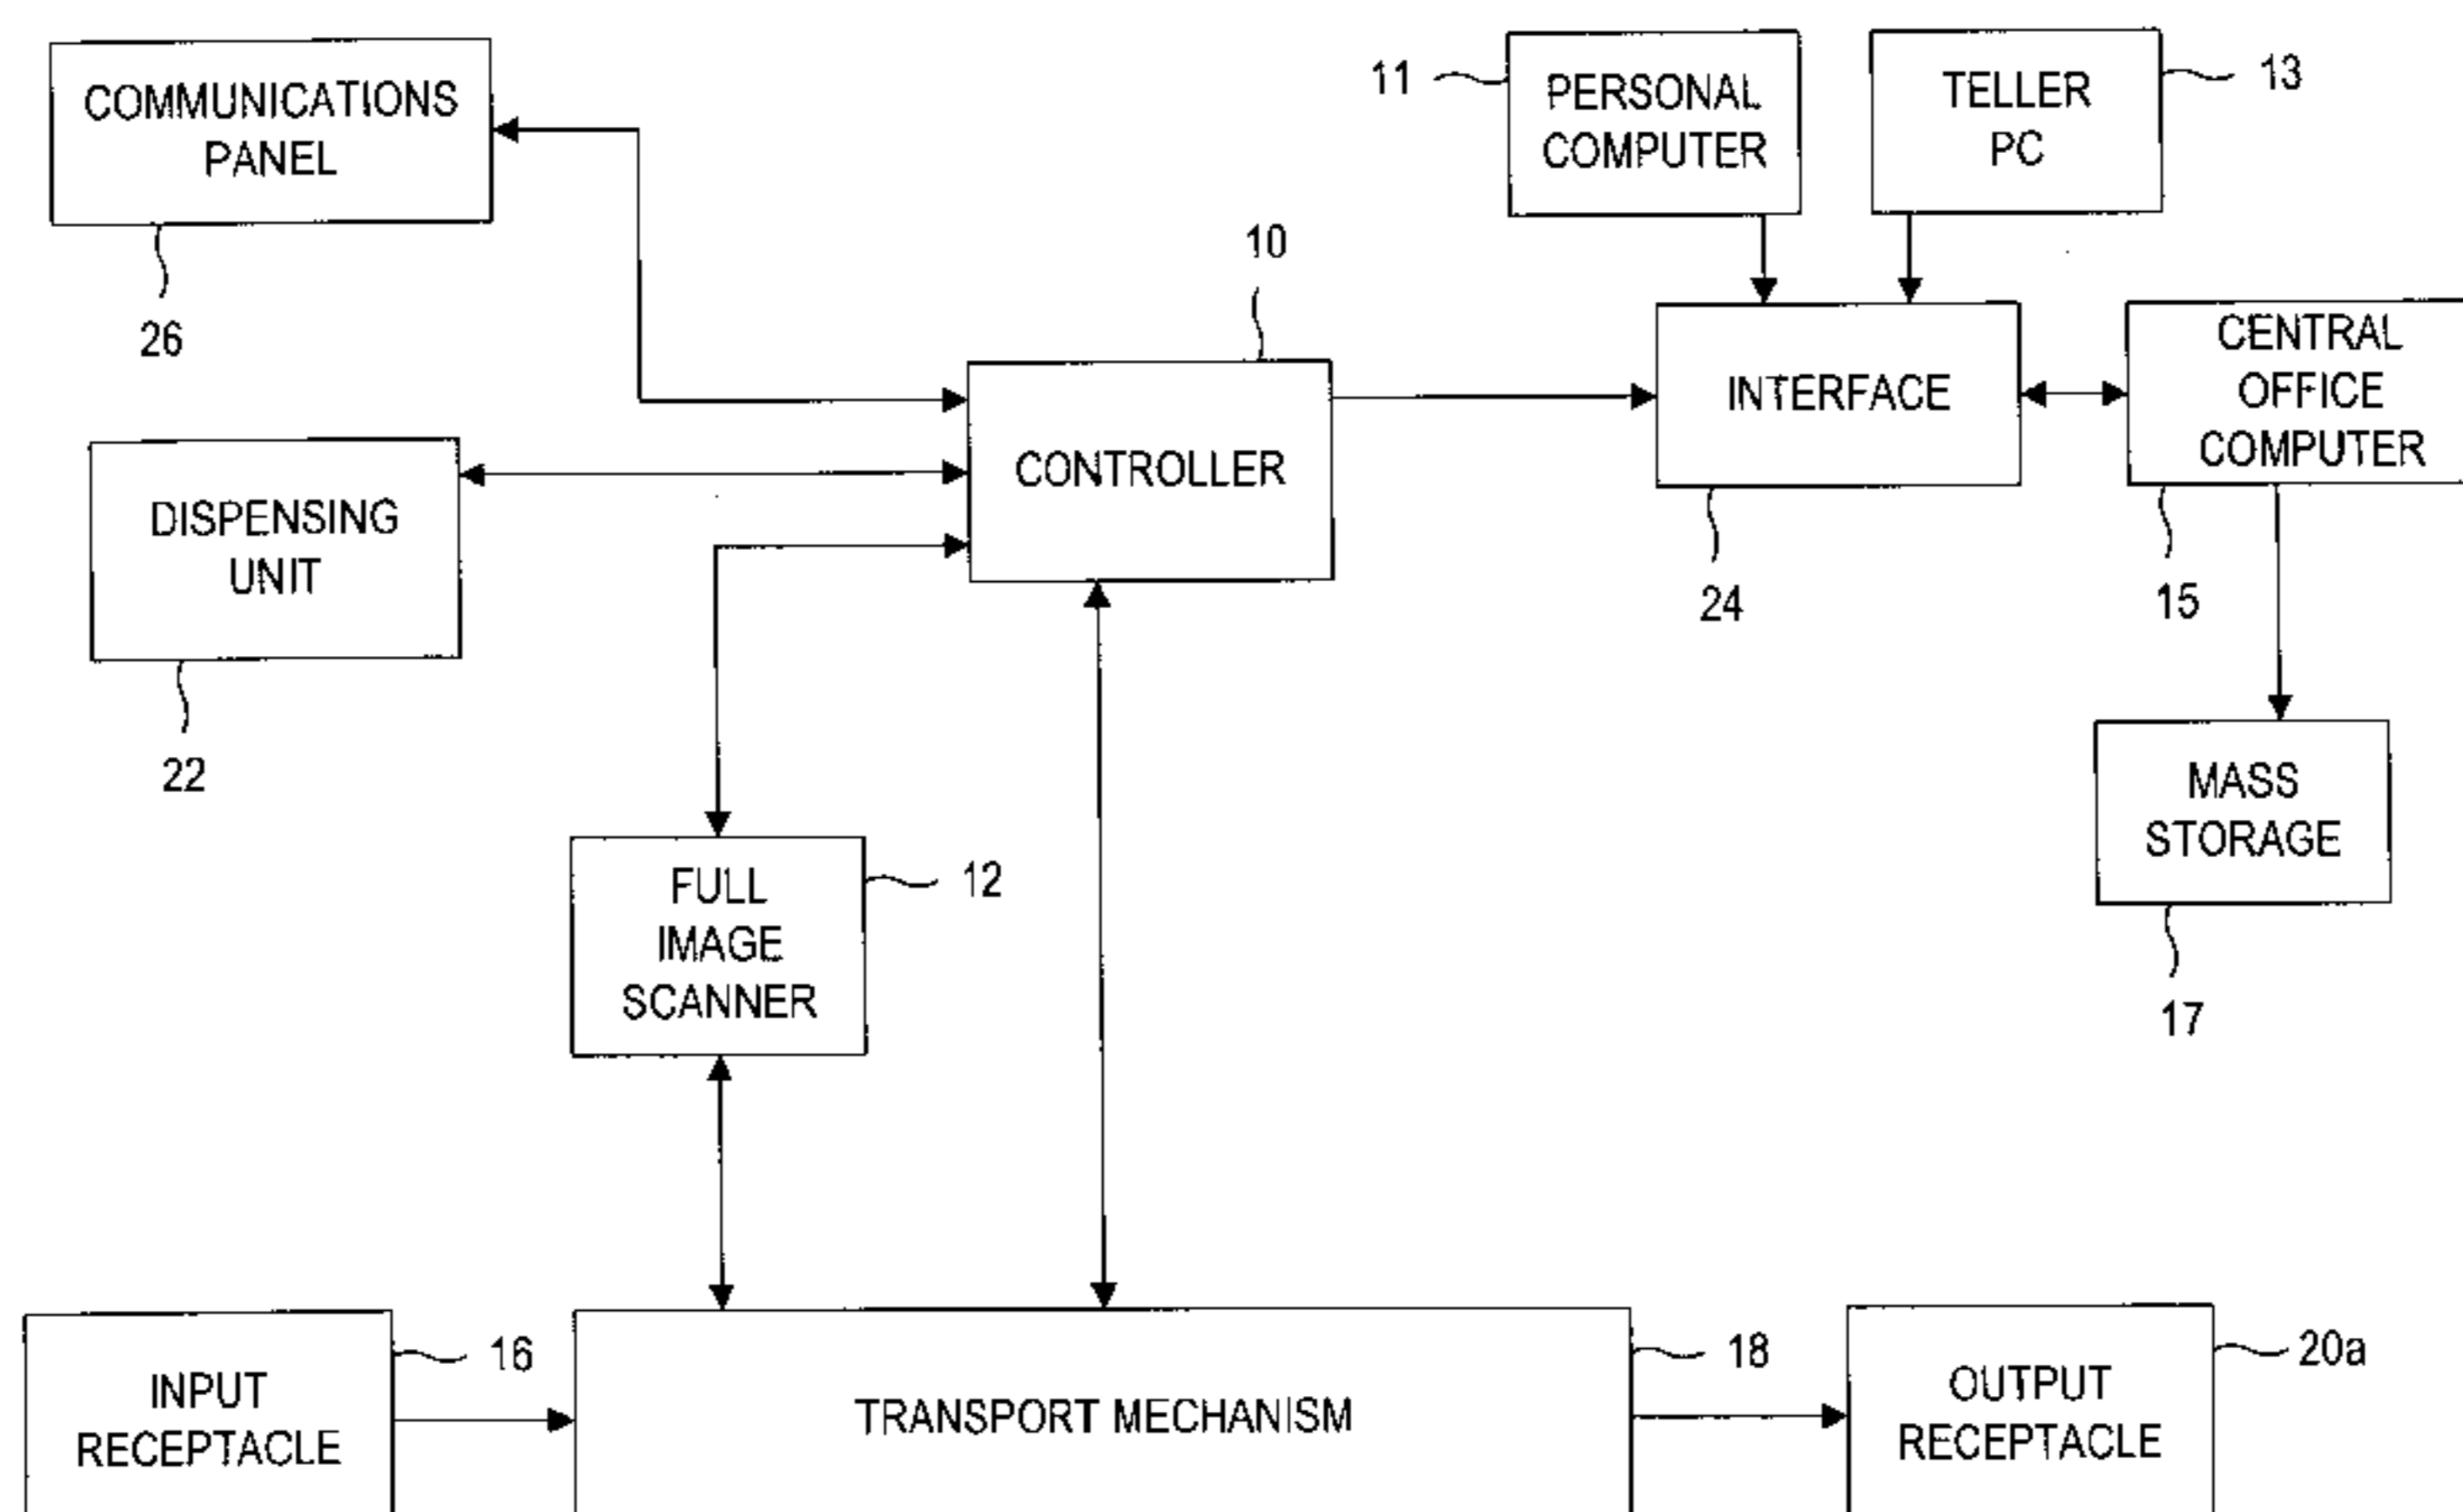 COMMUNICATIONS
PANEL
26
11
PERSONAL
COMPUTER
TELLER
PC
13
10
CONTROLLER
INTERFACE
24
CENTRAL
OFFICE
COMPUTER
15
DISPENSING
UNIT
22
MASS
STORAGE
17
FULL
IMAGE
SCANNER
12
INPUT
RECEPTACLE
16
TRANSPORT MECHANISM
18
OUTPUT
RECEPTACLE
20a